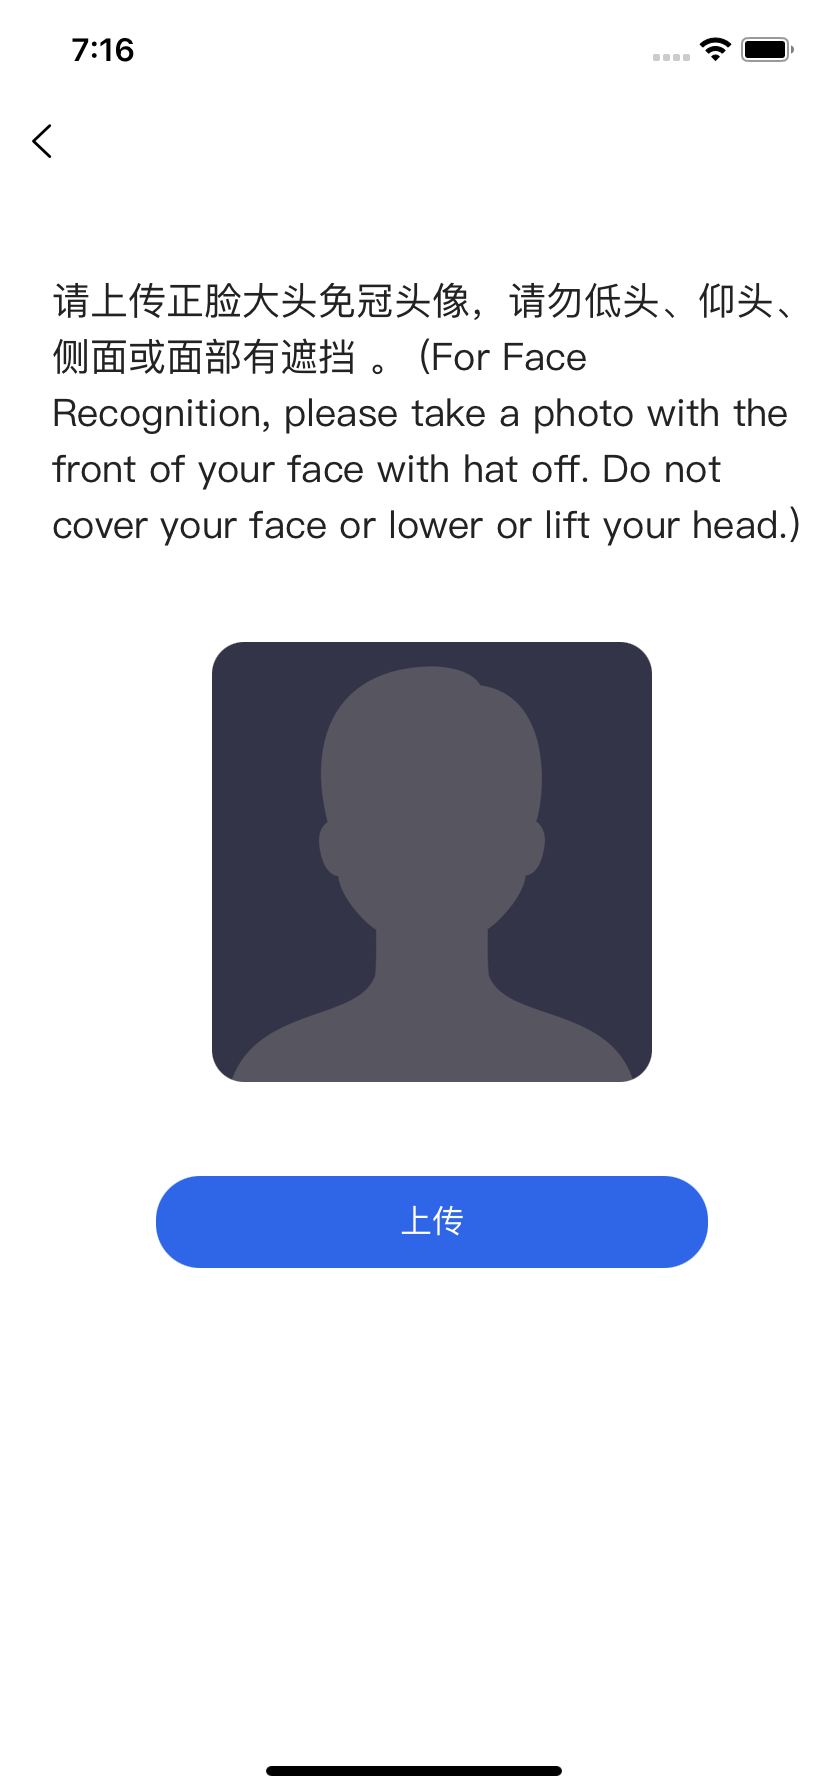 7:16
请上传正脸大头免冠头像，请勿低头、仰头、
侧面或面部有遮挡 。 (For Face
Recognition, please take a photo with the
front of your face with hat off. Do not
cover your face or lower or lift your head.)
上传